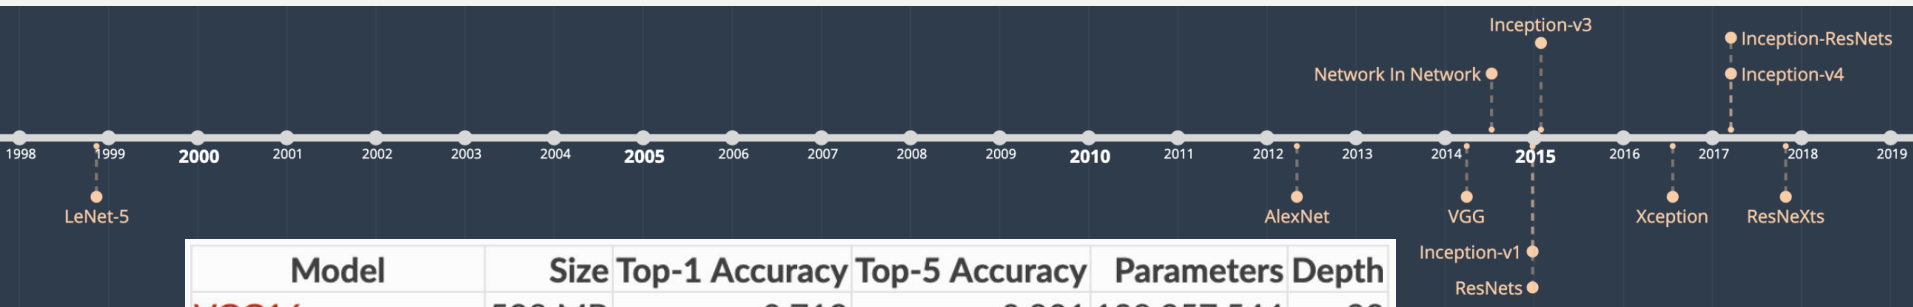 Inception-v3
Inception-ResNets
Network In Network
Inception-v4
1998 1999 2000 2001 2002 2003 2004 2005 2006 2007 2008 2009 2010 2011 2012 2013 2014 2015 2016 2017 2018 2019
LeNet-5 AlexNet VGG Xception ResNeXts
Inception-v1
ResNets
Model Size Top-1 Accuracy Top-5 Accuracy Parameters Depth